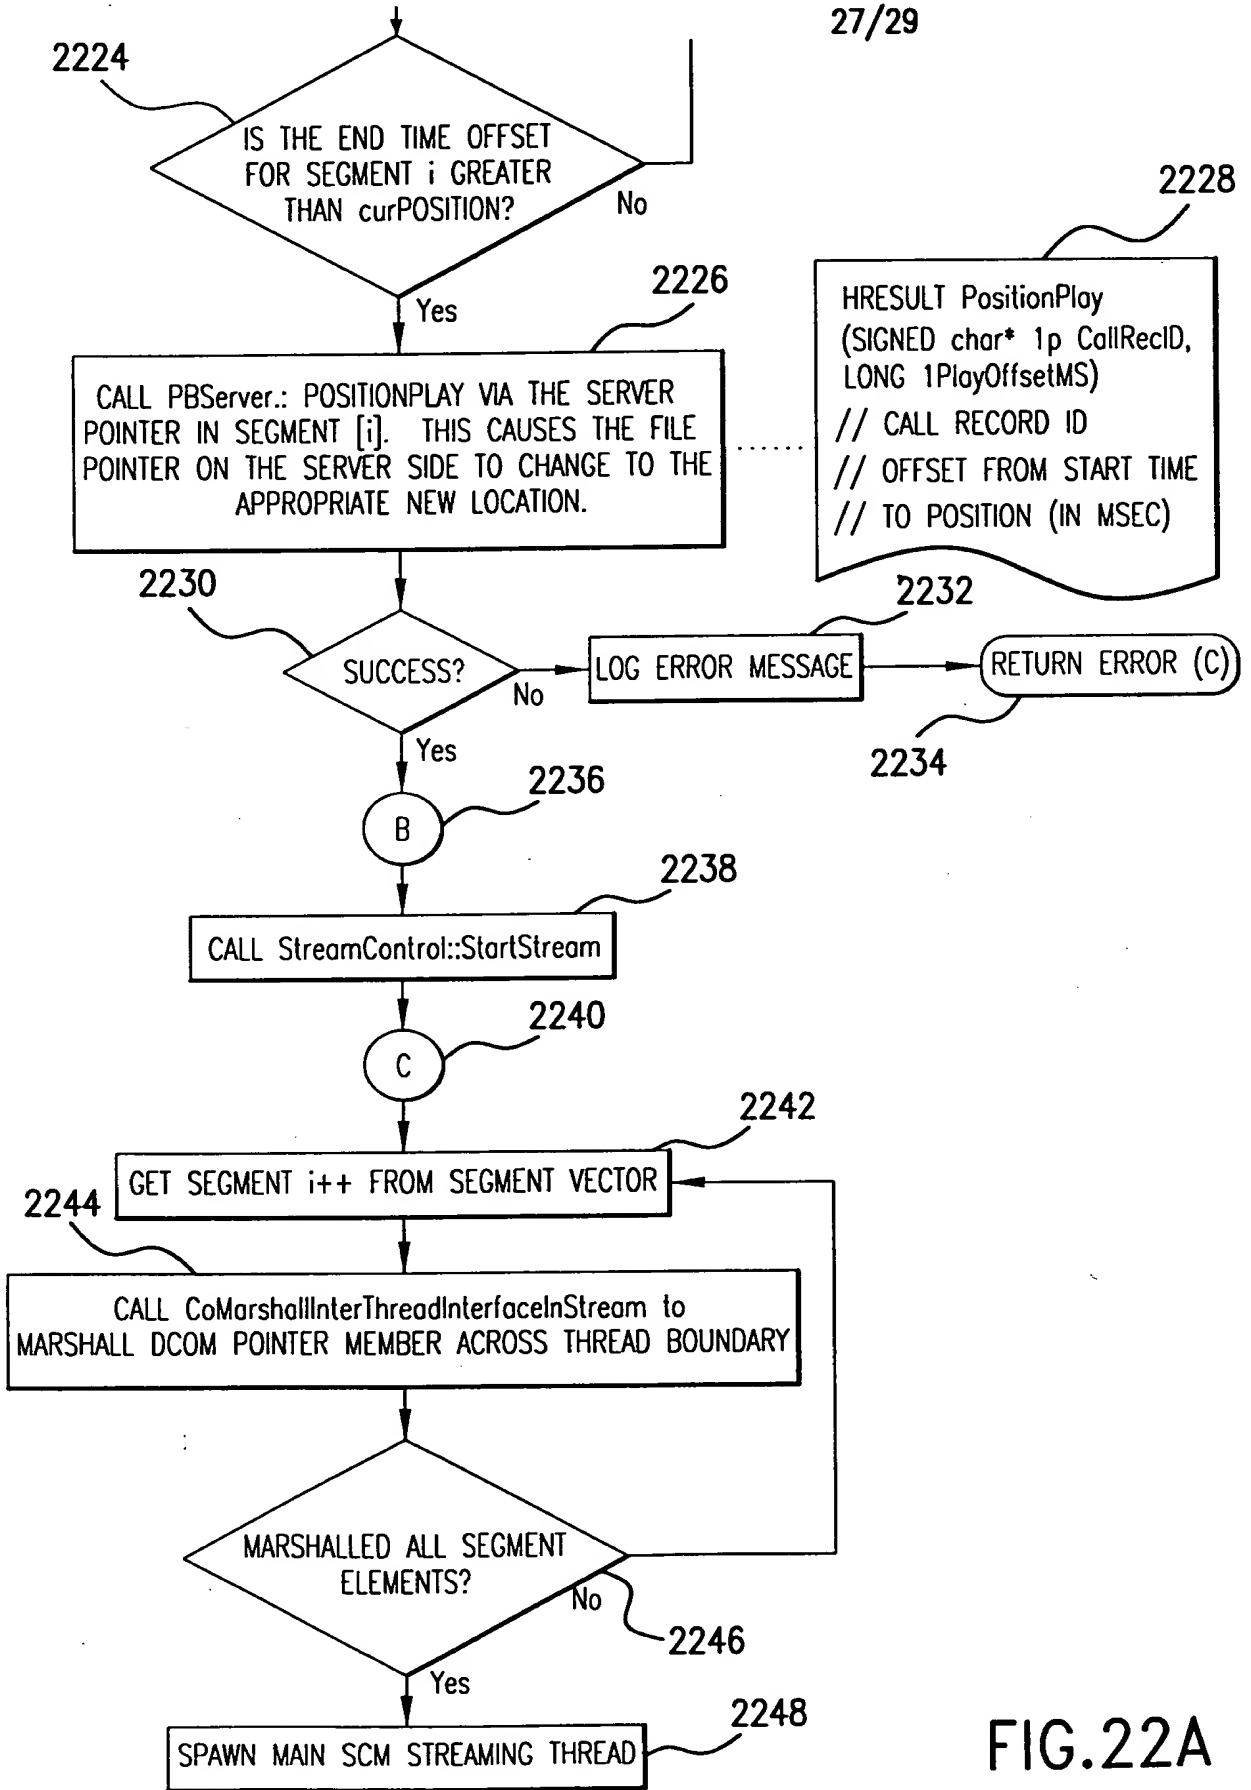 27/29
2224
IS THE END TIME OFFSET
FOR SEGMENT i GREATER
THAN curPOSITION?
No
Yes
2226
CALL PBServer.: POSITIONPLAY VIA THE SERVER
POINTER IN SEGMENT [i]. THIS CAUSES THE FILE
POINTER ON THE SERVER SIDE TO CHANGE TO THE
APPROPRIATE NEW LOCATION.
2228
HRESULT PositionPlay
(SIGNED char* 1p CallRecID,
LONG 1PlayOffsetMS)
// CALL RECORD ID
// OFFSET FROM START TIME
// TO POSITION (IN MSEC)
2230
SUCCESS?
No
2232
LOG ERROR MESSAGE
RETURN ERROR (C)
2234
Yes
2236
B
2238
CALL StreamControl::StartStream
2240
C
2242
GET SEGMENT i++ FROM SEGMENT VECTOR
2244
CALL CoMarshallInterThreadInterfaceInStream to
MARSHALL DCOM POINTER MEMBER ACROSS THREAD BOUNDARY
MARSHALLED ALL SEGMENT
ELEMENTS?
No
2246
Yes
2248
SPAWN MAIN SCM STREAMING THREAD
FIG.22A